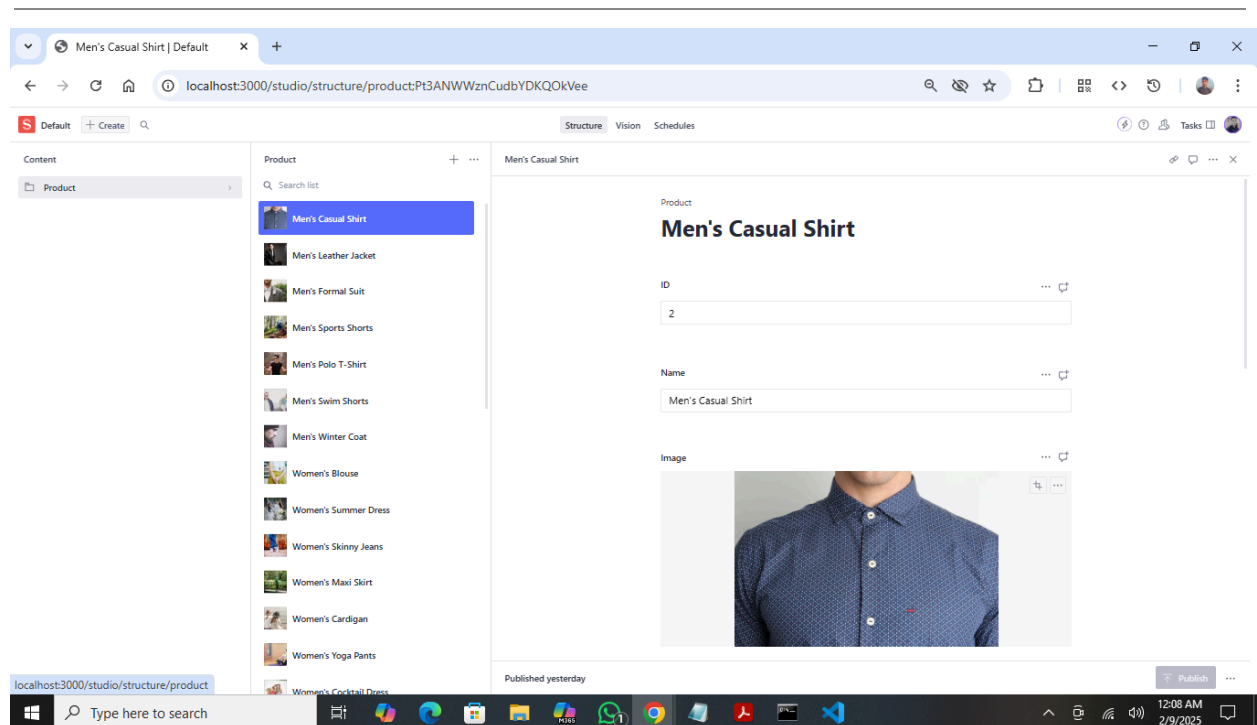 Men's Casual Shirt | Default
localhost:3000/studio/structure/product;Pt3ANWWznCudbYDKQOkVee
S Default + Create Structure Vision Schedules Tasks
Content
Product
Product
Search list
Men's Casual Shirt
Men's Leather Jacket
Men's Formal Suit
Men's Sports Shorts
Men's Polo T-Shirt
Men's Swim Shorts
Men's Winter Coat
Women's Blouse
Women's Summer Dress
Women's Skinny Jeans
Women's Maxi Skirt
Women's Cardigan
Women's Yoga Pants
Women's Cocktail Dress
Men's Casual Shirt
Product
Men's Casual Shirt
ID
2
Name
Men's Casual Shirt
Image
Published yesterday
Publish
localhost:3000/studio/structure/product
Type here to search
M365
1
12:08 AM
2/9/2025